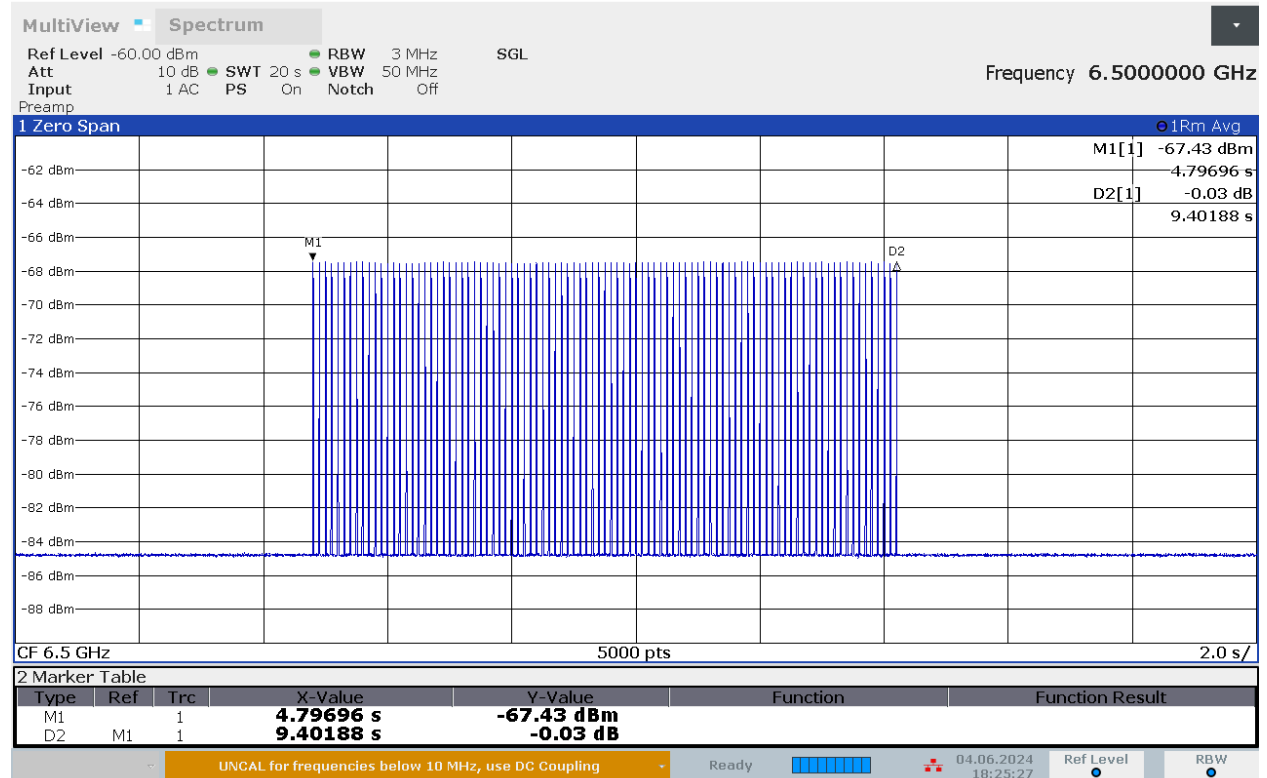 MultiView Spectrum
Ref Level -60.00 dBm RBW 3 MHz SGL
Att 10 dB SWT 20 s VBW 50 MHz
Input 1 AC PS On Notch Off
Preamp
Frequency 6.5000000 GHz
1 Zero Span 1Rm Avg
M1[1] -67.43 dBm
4.79696 s
D2[1] -0.03 dB
9.40188 s
-62 dBm
-64 dBm
-66 dBm
M1
D2
-68 dBm
-70 dBm
-72 dBm
-74 dBm
-76 dBm
-78 dBm
-80 dBm
-82 dBm
-84 dBm
-86 dBm
-88 dBm
CF 6.5 GHz 5000 pts 2.0 s/
2 Marker Table
Type Ref Trc X-Value Y-Value Function Function Result
M1 1 4.79696 s -67.43 dBm
D2 M1 1 9.40188 s -0.03 dB
UNCAL for frequencies below 10 MHz, use DC Coupling Ready 04.06.2024 Ref Level RBW
18:25:27